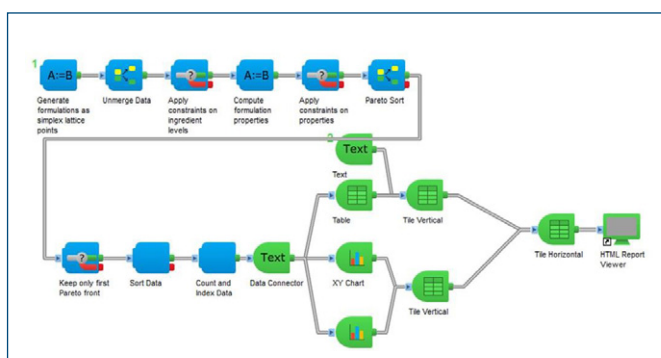 1
A:=B
?
A:=B
?
Generate
formulations as
simplex lattice
points
Unmerge Data
Apply
constraints on
ingredient
levels
Compute
formulation
properties
Apply
constraints on
properties
Pareto Sort
2
Text
Text
Table
Tile Vertical
Tile Horizontal
HTML Report
Viewer
?
Text
Keep only first
Pareto front
Sort Data
Count and
Index Data
Data Connector
XY Chart
Tile Vertical